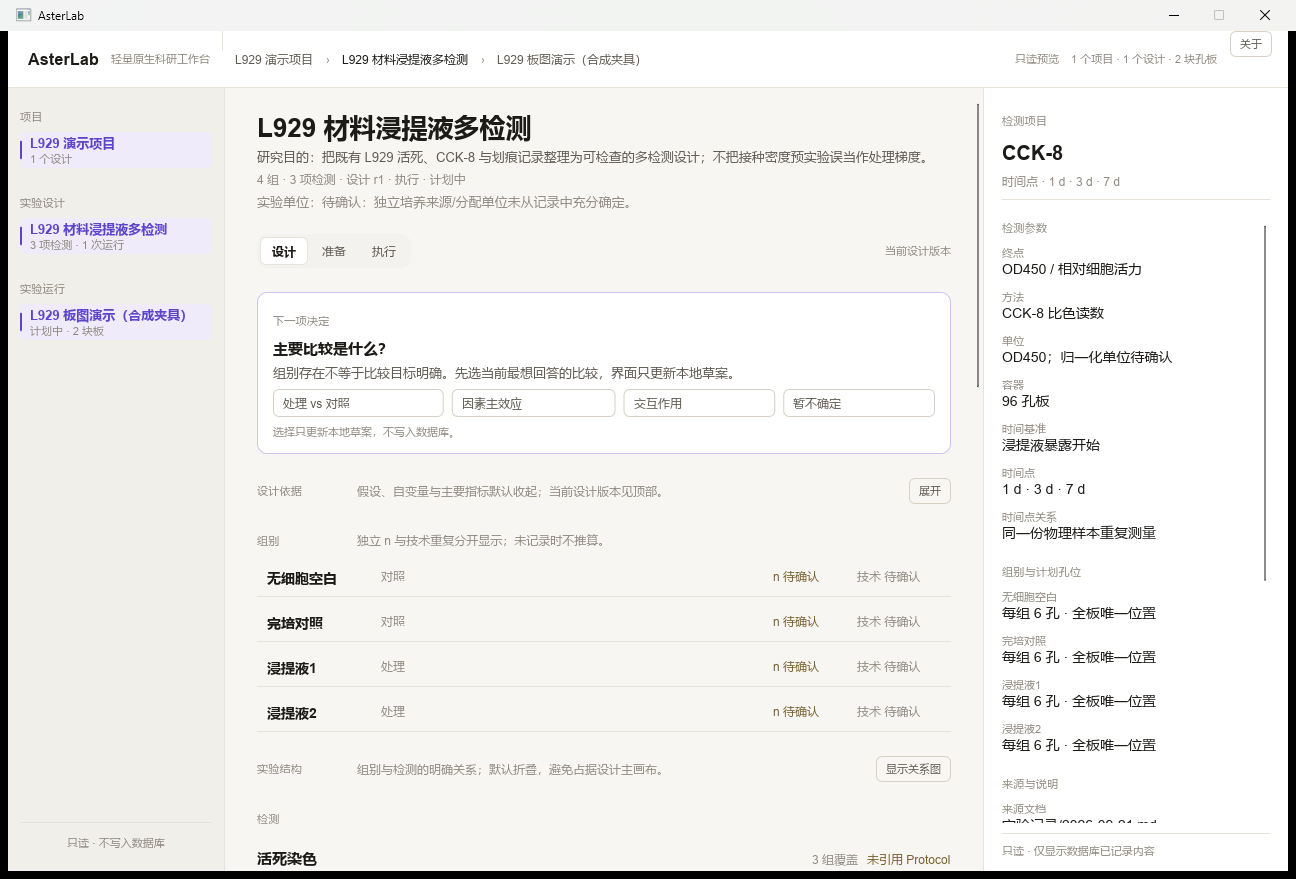 AsterLab
AsterLab 轻量原生科研工作台
L929 演示项目 › L929 材料浸提液多检测 › L929 板图演示（合成夹具）
只读预览 1 个项目 · 1 个设计 · 2 块孔板
关于
项目
L929 演示项目
1 个设计
实验设计
L929 材料浸提液多检测
3 项检测 · 1 次运行
实验运行
L929 板图演示（合成夹具）
计划中 · 2 块板
只读 · 不写入数据库
L929 材料浸提液多检测
研究目的：把既有 L929 活死、CCK-8 与划痕记录整理为可检查的多检测设计；不把接种密度预实验误当作处理梯度。
4 组 · 3 项检测 · 设计 r1 · 执行 · 计划中
实验单位：待确认：独立培养来源/分配单位未从记录中充分确定。
设计 准备 执行
当前设计版本
下一项决定
主要比较是什么？
组别存在不等于比较目标明确。先选当前最想回答的比较，界面只更新本地草案。
处理 vs 对照
因素主效应
交互作用
暂不确定
选择只更新本地草案，不写入数据库。
设计依据 假设、自变量与主要指标默认收起；当前设计版本见顶部。 展开
组别 独立 n 与技术重复分开显示；未记录时不推算。
无细胞空白 对照 n 待确认 技术 待确认
完培对照 对照 n 待确认 技术 待确认
浸提液1 处理 n 待确认 技术 待确认
浸提液2 处理 n 待确认 技术 待确认
实验结构 组别与检测的明确关系；默认折叠，避免占据设计主画布。 显示关系图
检测
活死染色 3 组覆盖 未引用 Protocol
检测项目
CCK-8
时间点 · 1 d · 3 d · 7 d
检测参数
终点
OD450 / 相对细胞活力
方法
CCK-8 比色读数
单位
OD450；归一化单位待确认
容器
96 孔板
时间基准
浸提液暴露开始
时间点
1 d · 3 d · 7 d
时间点关系
同一份物理样本重复测量
组别与计划孔位
无细胞空白
每组 6 孔 · 全板唯一位置
完培对照
每组 6 孔 · 全板唯一位置
浸提液1
每组 6 孔 · 全板唯一位置
浸提液2
每组 6 孔 · 全板唯一位置
来源与说明
来源文档
只读 · 仅显示数据库已记录内容